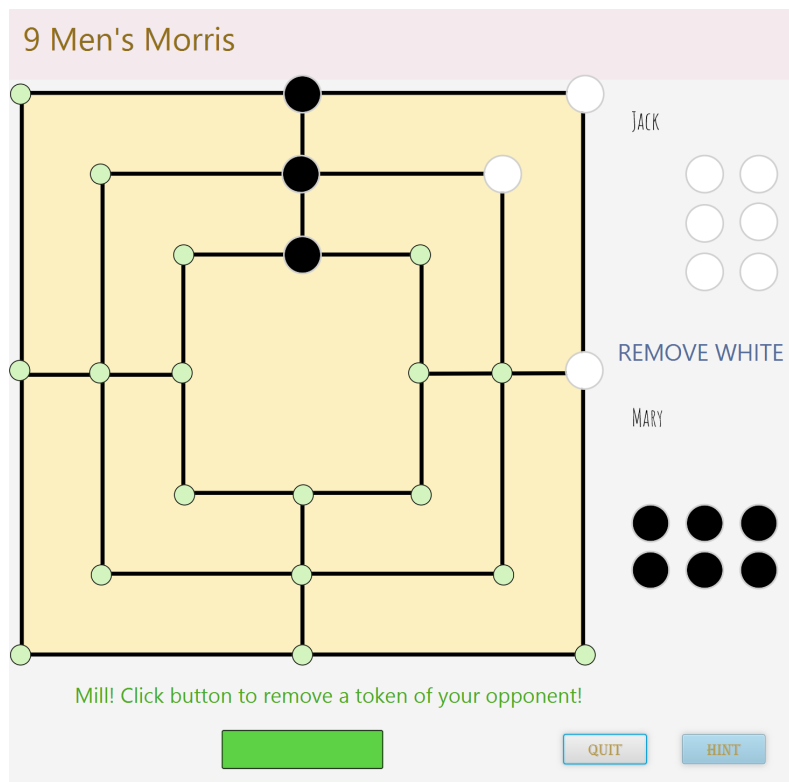 9 Men's Morris
Jack
REMOVE WHITE
Mary
Mill! Click button to remove a token of your opponent!
QUIT
HINT